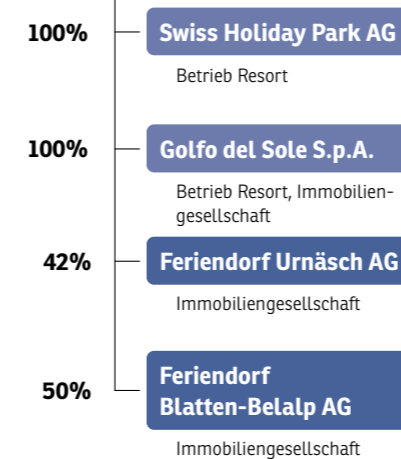 100%
Swiss Holiday Park AG
Betrieb Resort
100%
Golfo del Sole S.p.A.
Betrieb Resort, Immobilien-
gesellschaft
42%
Feriendorf Urnäsch AG
Immobiliengesellschaft
50%
Feriendorf
Blatten-Belalp AG
Immobiliengesellschaft